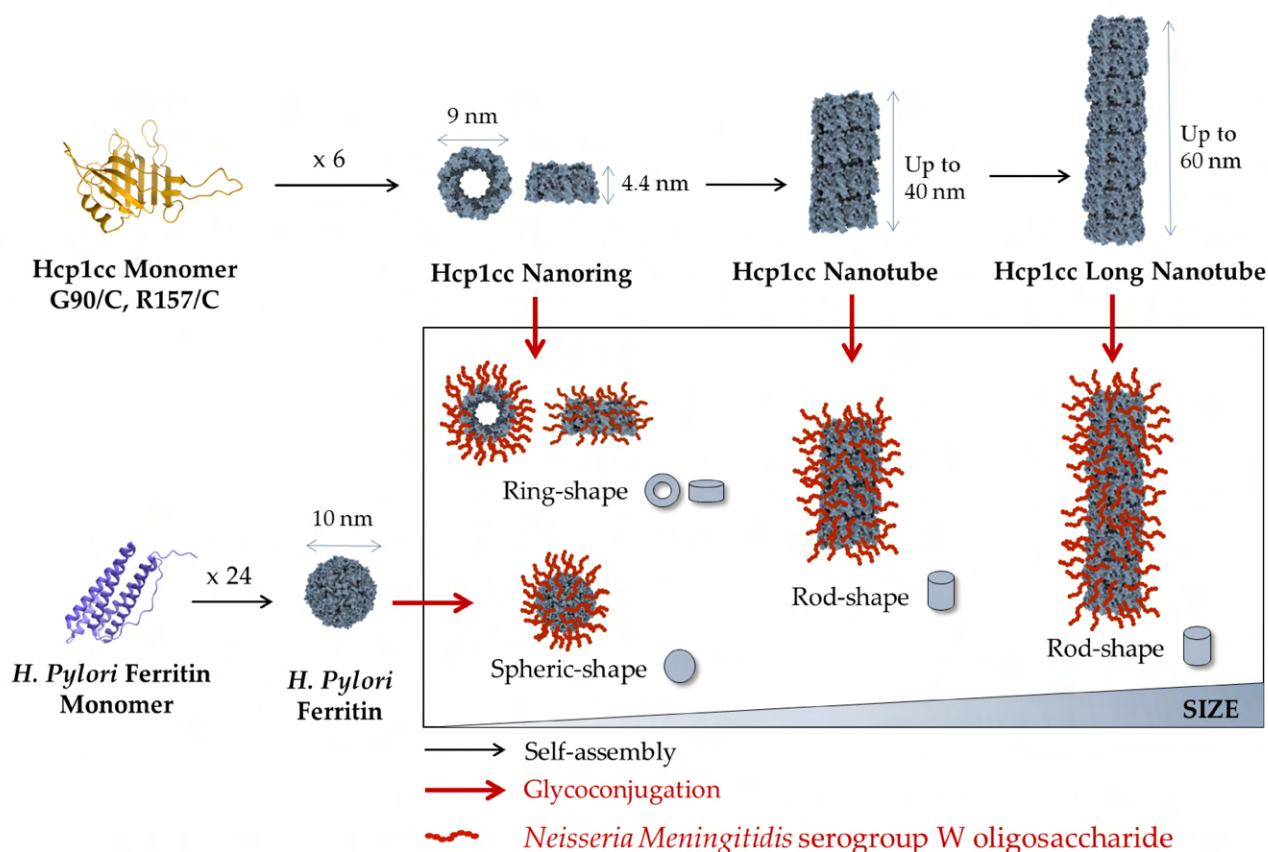 9 nm
x 6
4.4 nm
Up to
40 nm
Up to
60 nm
Hcp1cc Monomer
G90/C, R157/C
Hcp1cc Nanoring
Hcp1cc Nanotube
Hcp1cc Long Nanotube
Ring-shape
10 nm
x 24
Rod-shape
Rod-shape
Spheric-shape
H. Pylori Ferritin
Monomer
H. Pylori
Ferritin
SIZE
Self-assembly
Glycoconjugation
Neisseria Meningitidis serogroup W oligosaccharide